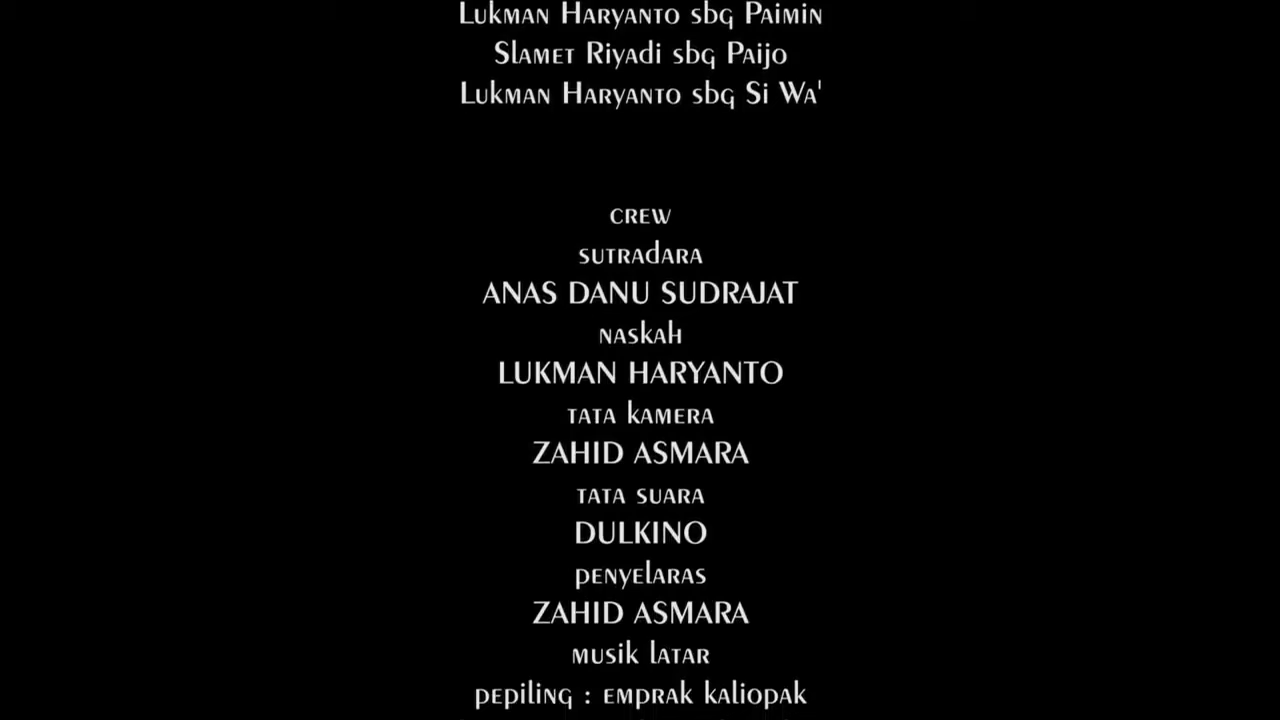 Lukman Haryanto sbg Paimin
Slamet Riyadi sbg Paijo
Lukman Haryanto sbg Si Wa'
crew
sutradara
ANAS DANU SUDRAJAT
naskah
LUKMAN HARYANTO
tata kamera
ZAHID ASMARA
tata suara
DULKINO
penyelaras
ZAHID ASMARA
musik latar
pepiling : emprak kaliopak